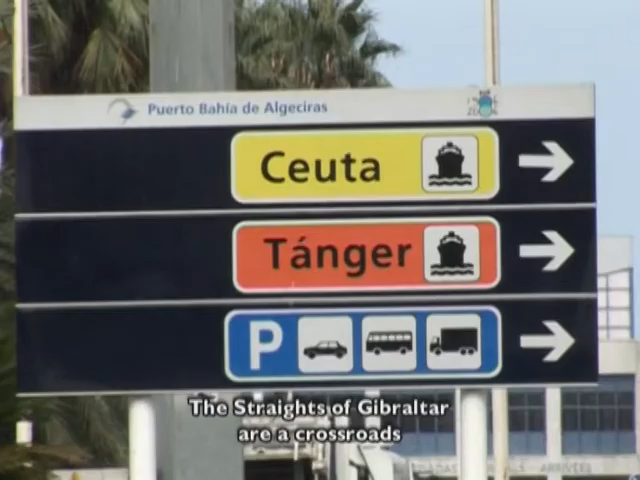 Puerto Bahía de Algeciras
Ceuta
Tánger
P
The Straights of Gibraltar
are a crossroads